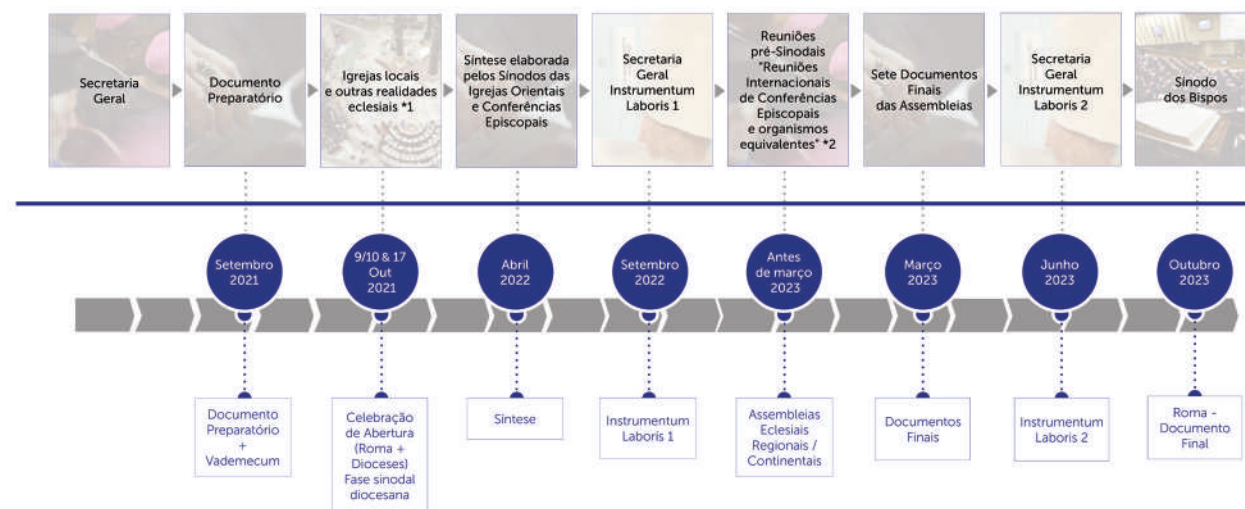 Secretaria
Geral
Documento
Preparatório
Igrejas locais
e outras realidades
eclesiais *1
Síntese elaborada
pelos Sínodos das
Igrejas Orientais
e Conferências
Episcopais
Secretaria
Geral
Instrumentum
Laboris 1
Reuniões
pré-Sinodais
"Reuniões
Internacionais
de Conferências
Episcopais
e organismos
equivalentes" *2
Sete Documentos
Finais
das Assembleias
Secretaria
Geral
Instrumentum
Laboris 2
Sínodo
dos Bispos
Setembro
2021
9/10 & 17
Out
2021
Abril
2022
Setembro
2022
Antes
de março
2023
Março
2023
Junho
2023
Outubro
2023
Documento
Preparatório
+
Vademecum
Celebração
de Abertura
(Roma +
Dioceses)
Fase sinodal
diocesana
Síntese
Instrumentum
Laboris 1
Assembleias
Eclesiais
Regionais /
Continentais
Documentos
Finais
Instrumentum
Laboris 2
Roma -
Documento
Final